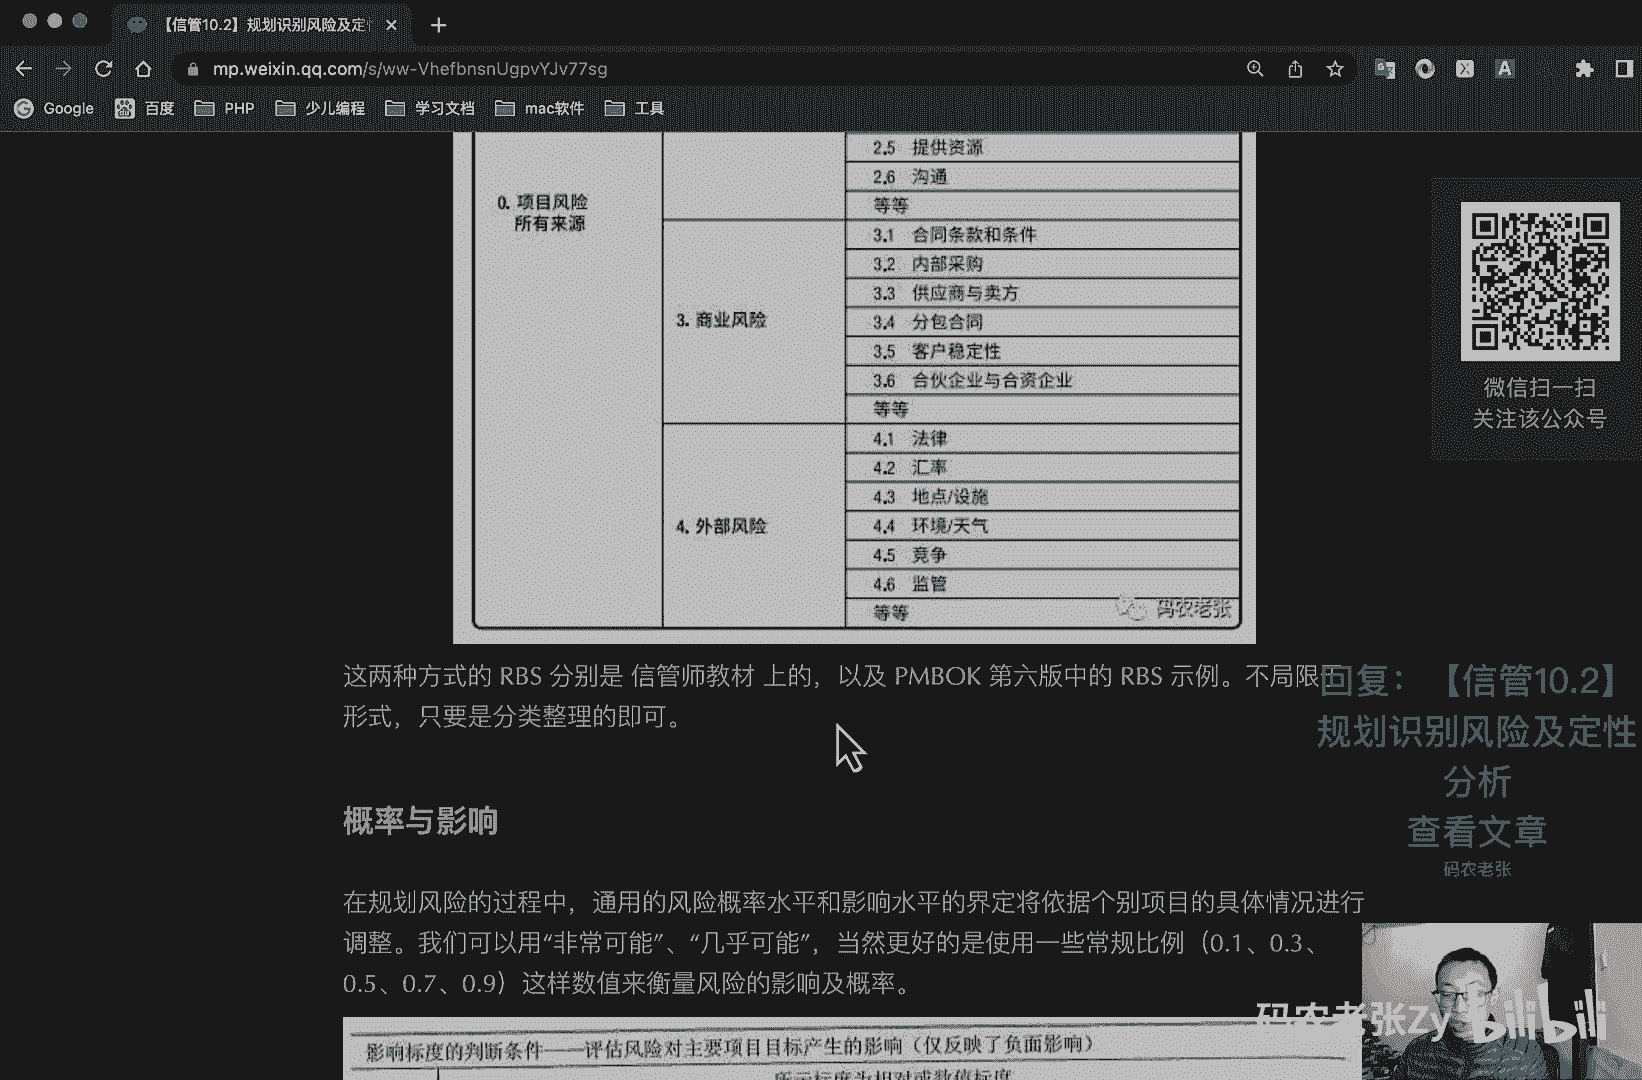 【信管10.2】规划识别风险及定
mp.weixin.qq.com/s/ww-VhefbnsnUgpvYJv77sg
Google 百度 PHP 少儿编程 学习文档 mac软件 工具
2.5 提供资源
2.6 沟通
等等
0. 项目风险
所有来源
3. 商业风险
3.1 合同条款和条件
3.2 内部采购
3.3 供应商与卖方
3.4 分包合同
3.5 客户稳定性
3.6 合伙企业与合资企业
等等
4. 外部风险
4.1 法律
4.2 汇率
4.3 地点/设施
4.4 环境/天气
4.5 竞争
4.6 监管
等等
码农老张
这两种方式的 RBS 分别是 信管师教材 上的，以及 PMBOK 第六版中的 RBS 示例。不局限于
形式，只要是分类整理的即可。
概率与影响
在规划风险的过程中，通用的风险概率水平和影响水平的界定将依据个别项目的具体情况进行
调整。我们可以用“非常可能”、“几乎可能”，当然更好的是使用一些常规比例（0.1、0.3、
0.5、0.7、0.9）这样数值来衡量风险的影响及概率。
影响标度的判断条件——评估风险对主要项目目标产生的影响（仅反映了负面影响）
所示标度为相对或数值标度
微信扫一扫
关注该公众号
回复：【信管10.2】
规划识别风险及定性
分析
查看文章
码农老张
码农老张Zy bilibili